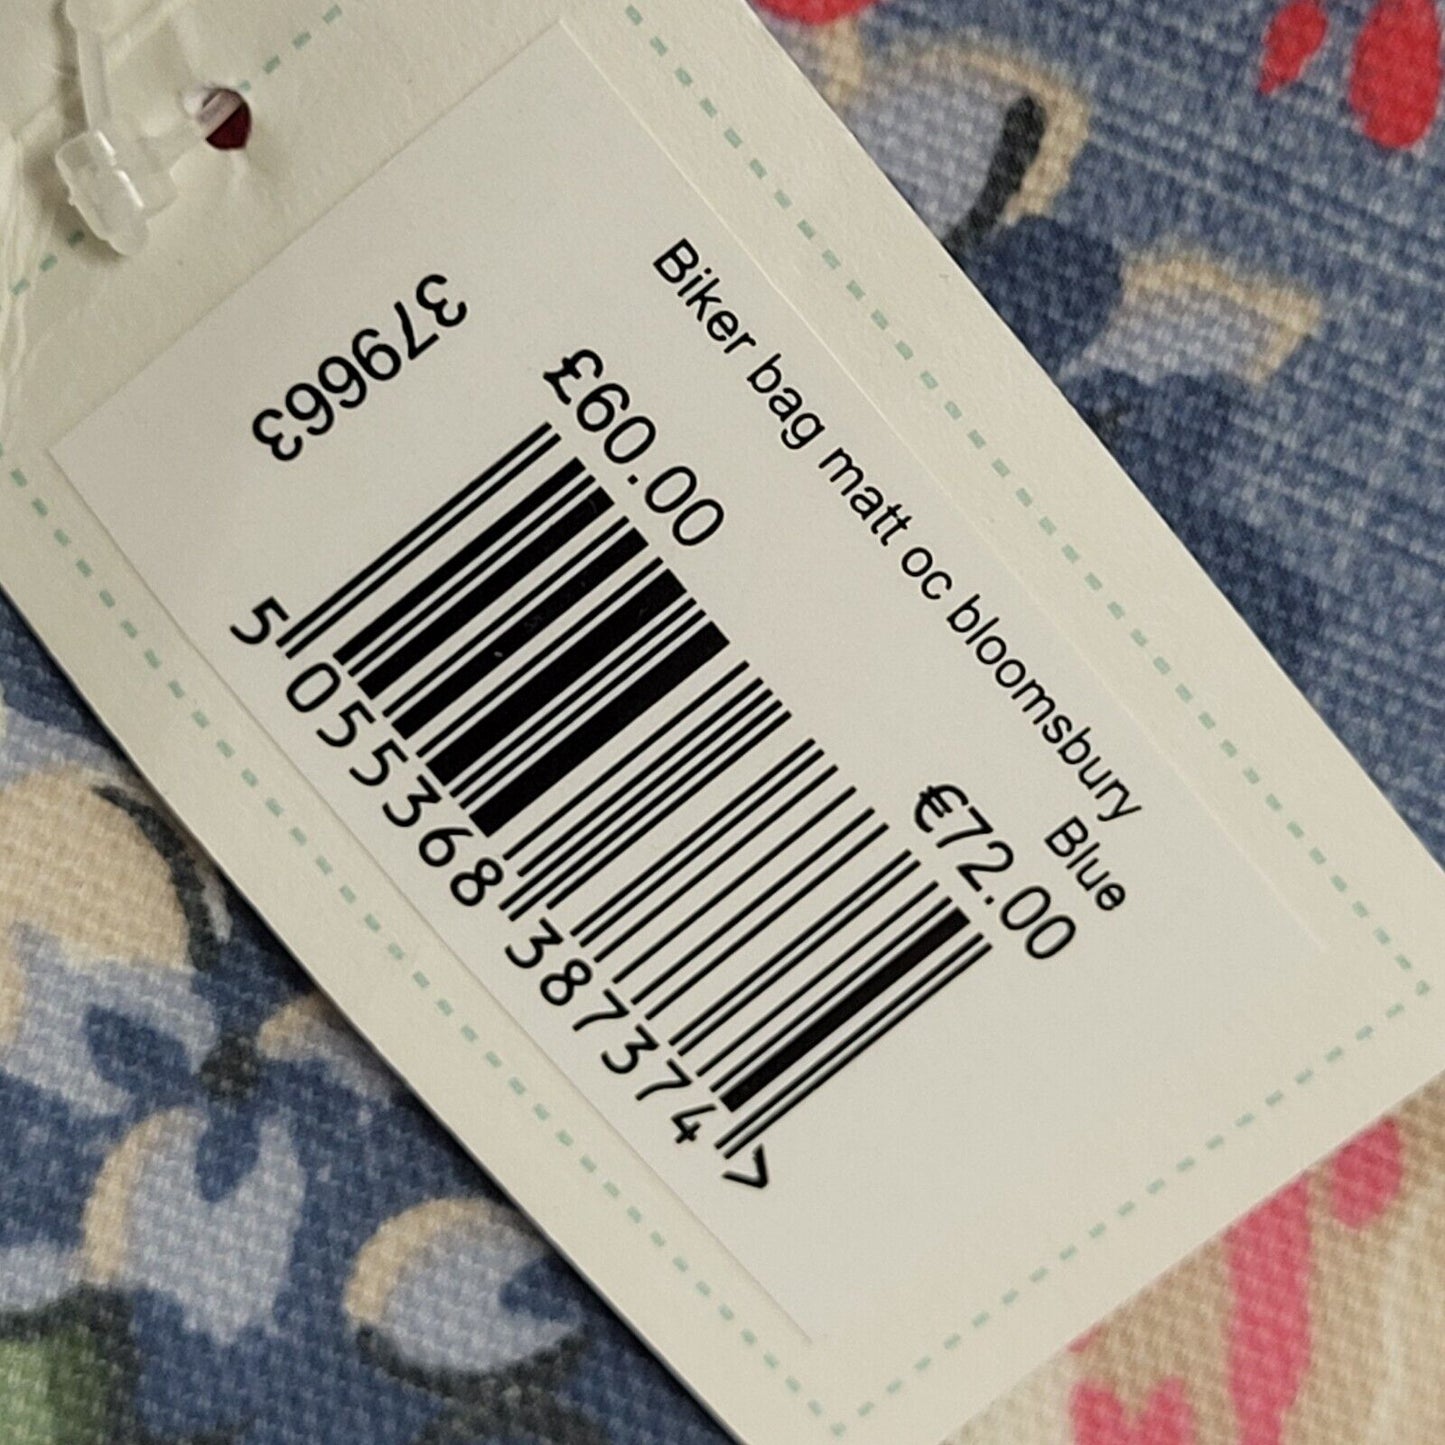 Biker bag matt oc bloomsbury
Blue
£60.00 €72.00
5 055368 387374 >
379663